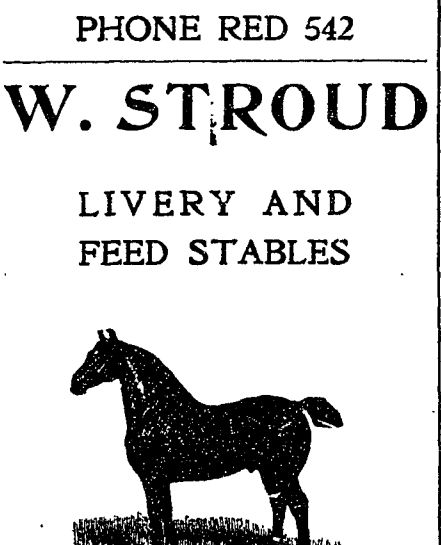 PHONE RED 542
W. STROUD
LIVERY AND
FEED STABLES